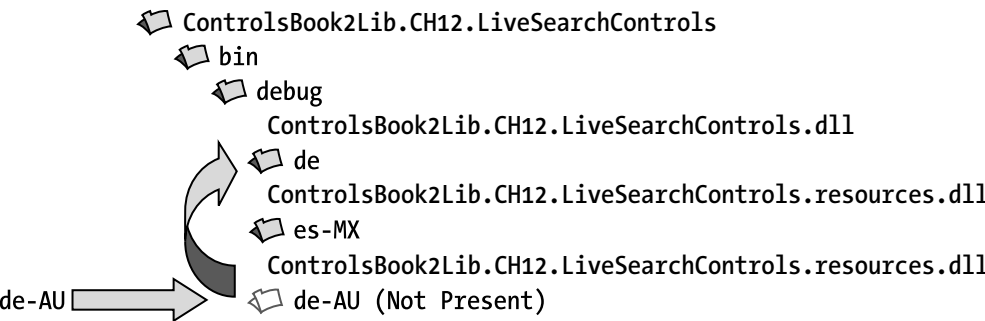 ControlsBook2Lib.CH12.LiveSearchControls
bin
debug
ControlsBook2Lib.CH12.LiveSearchControls.dll
de
ControlsBook2Lib.CH12.LiveSearchControls.resources.dll
es-MX
ControlsBook2Lib.CH12.LiveSearchControls.resources.dll
de-AU
de-AU (Not Present)